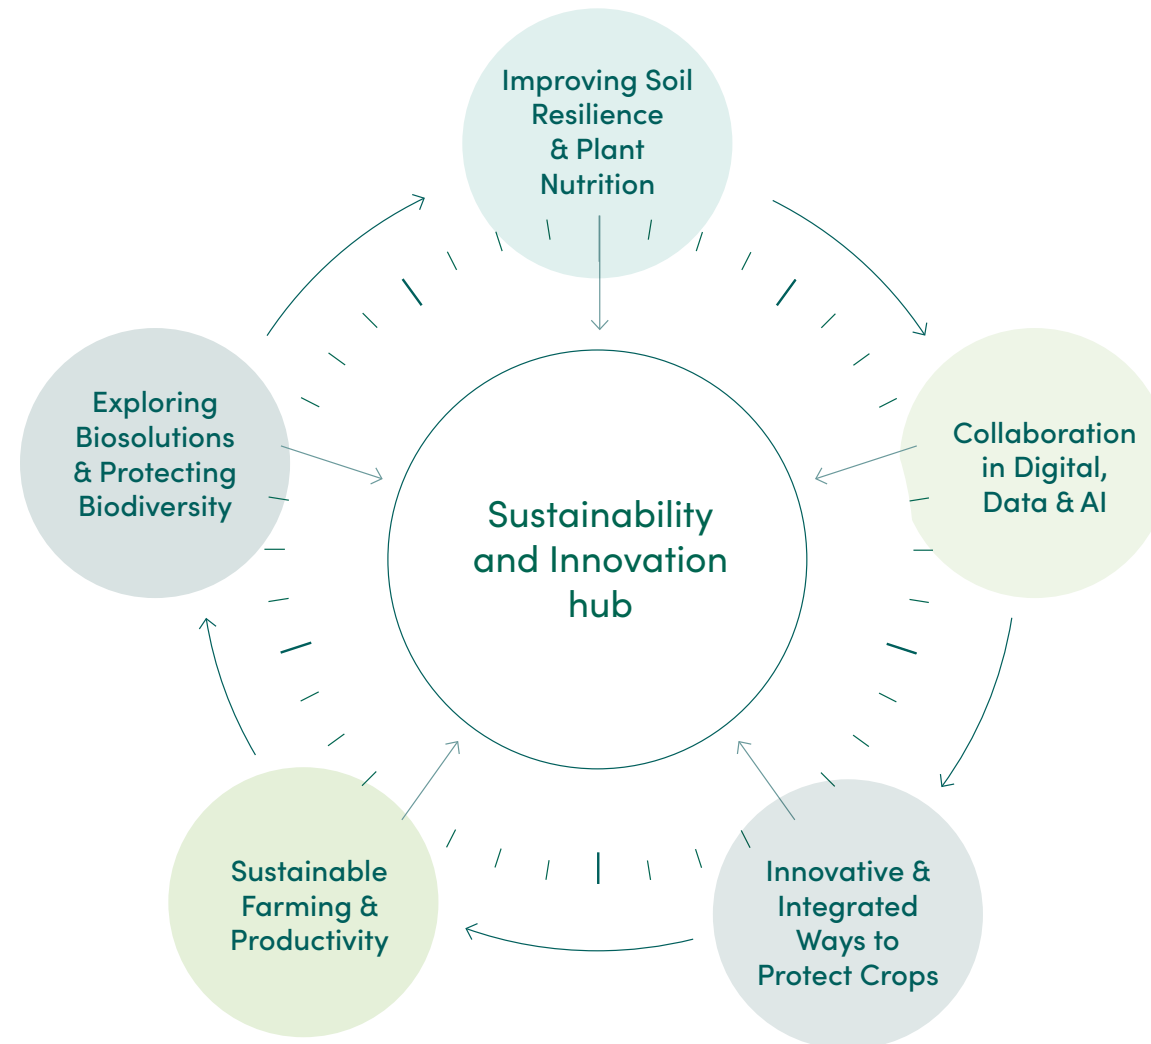 Improving Soil
Resilience
& Plant
Nutrition
Exploring
Biosolutions
& Protecting
Biodiversity
Collaboration
in Digital,
Data & AI
Sustainability
and Innovation
hub
Sustainable
Farming &
Productivity
Innovative &
Integrated
Ways to
Protect Crops